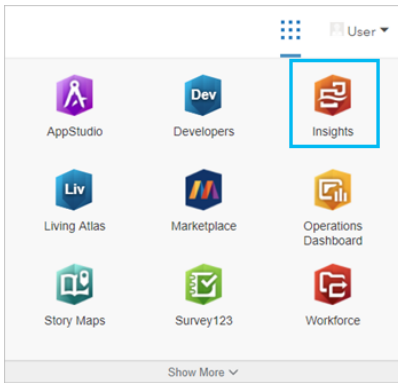 User
AppStudio
Dev
Developers
Insights
Liv
Living Atlas
Marketplace
Operations
Dashboard
Story Maps
Survey123
Workforce
Show More